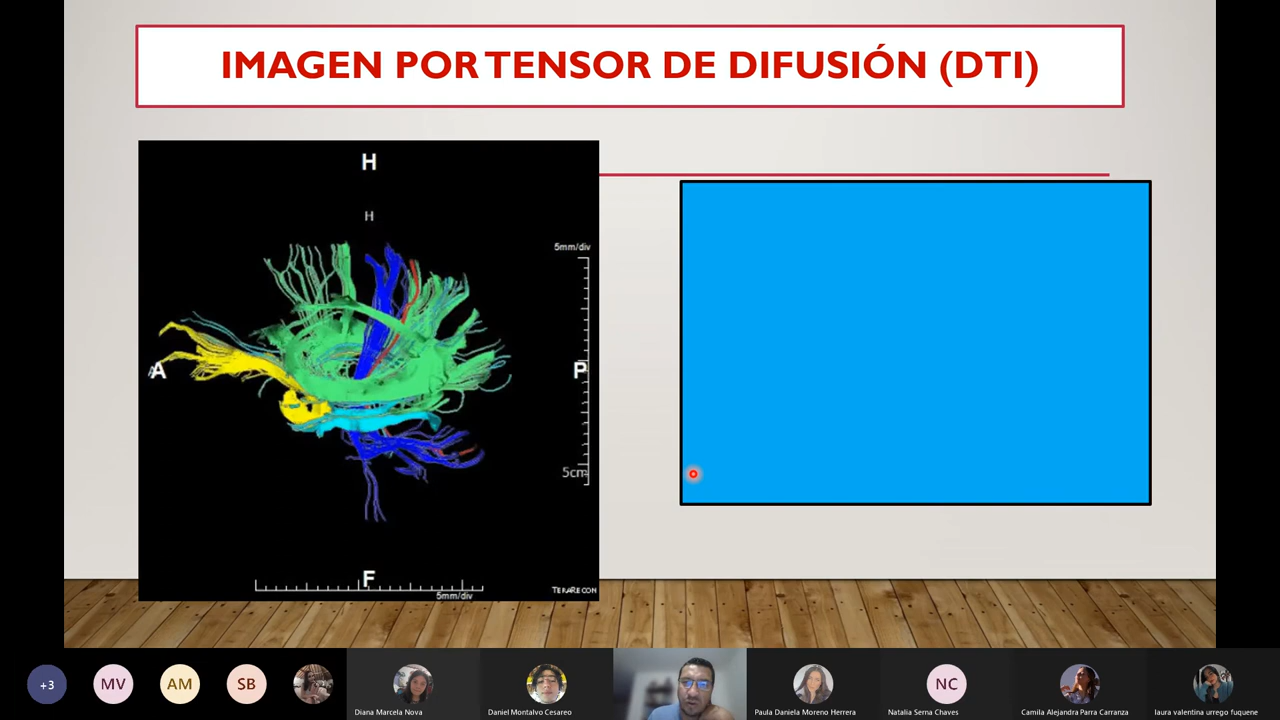 IMAGEN POR TENSOR DE DIFUSIÓN (DTI)
H
H
5mm/div
A
P
5cm
F
5mm/div
TERARECON
+3
MV
AM
SB
Diana Marcela Nova
Daniel Montalvo Cesareo
Paula Daniela Moreno Herrera
NC
Natalia Serna Chaves
Camila Alejandra Parra Carranza
laura valentina urrego fuquene